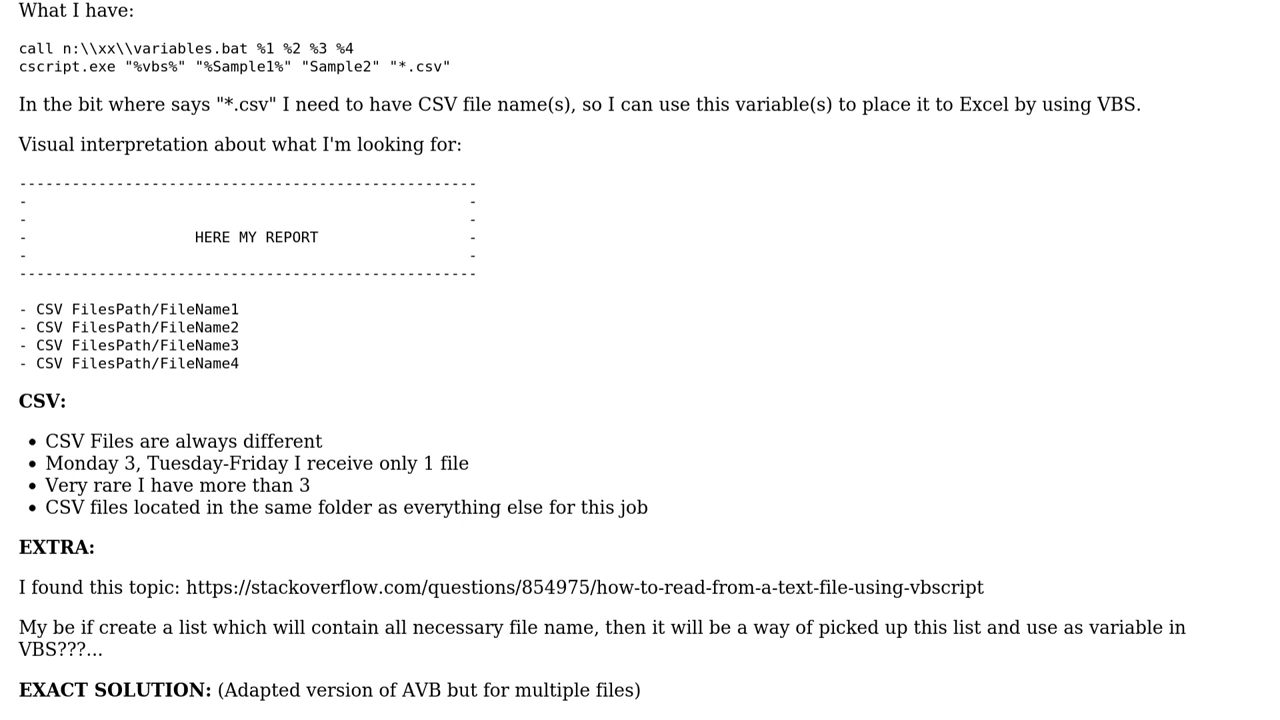 What I have:
call n:\\xx\\variables.bat %1 %2 %3 %4
cscript.exe "%vbs%" "%Sample1%" "Sample2" "*.csv"
In the bit where says "*.csv" I need to have CSV file name(s), so I can use this variable(s) to place it to Excel by using VBS.
Visual interpretation about what I'm looking for:
----------------------------------------------------
-                                                  -
-                                                  -
-                   HERE MY REPORT                 -
-                                                  -
----------------------------------------------------
- CSV FilesPath/FileName1
- CSV FilesPath/FileName2
- CSV FilesPath/FileName3
- CSV FilesPath/FileName4
CSV:
• CSV Files are always different
• Monday 3, Tuesday-Friday I receive only 1 file
• Very rare I have more than 3
• CSV files located in the same folder as everything else for this job
EXTRA:
I found this topic: https://stackoverflow.com/questions/854975/how-to-read-from-a-text-file-using-vbscript
My be if create a list which will contain all necessary file name, then it will be a way of picked up this list and use as variable in
VBS???...
EXACT SOLUTION: (Adapted version of AVB but for multiple files)